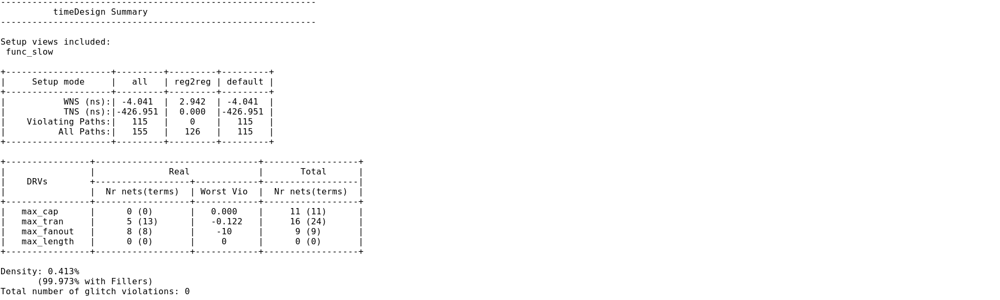 ------------------------------------------------------------
          timeDesign Summary
------------------------------------------------------------

Setup views included:
 func_slow

+--------------------+---------+---------+---------+
|     Setup mode     |   all   | reg2reg | default |
+--------------------+---------+---------+---------+
|           WNS (ns):| -4.041  |  2.942  | -4.041  |
|           TNS (ns):|-426.951 |  0.000  |-426.951 |
|    Violating Paths:|   115   |    0    |   115   |
|          All Paths:|   155   |   126   |   115   |
+--------------------+---------+---------+---------+

+----------------+-------------------------------+------------------+
|                |              Real             |       Total      |
|    DRVs        +------------------+------------+------------------|
|                |  Nr nets(terms)  | Worst Vio  |  Nr nets(terms)  |
+----------------+------------------+------------+------------------+
|   max_cap      |      0 (0)       |   0.000    |     11 (11)      |
|   max_tran     |      5 (13)      |   -0.122   |     16 (24)      |
|   max_fanout   |      8 (8)       |    -10     |      9 (9)       |
|   max_length   |      0 (0)       |     0      |      0 (0)       |
+----------------+------------------+------------+------------------+

Density: 0.413%
       (99.973% with Fillers)
Total number of glitch violations: 0